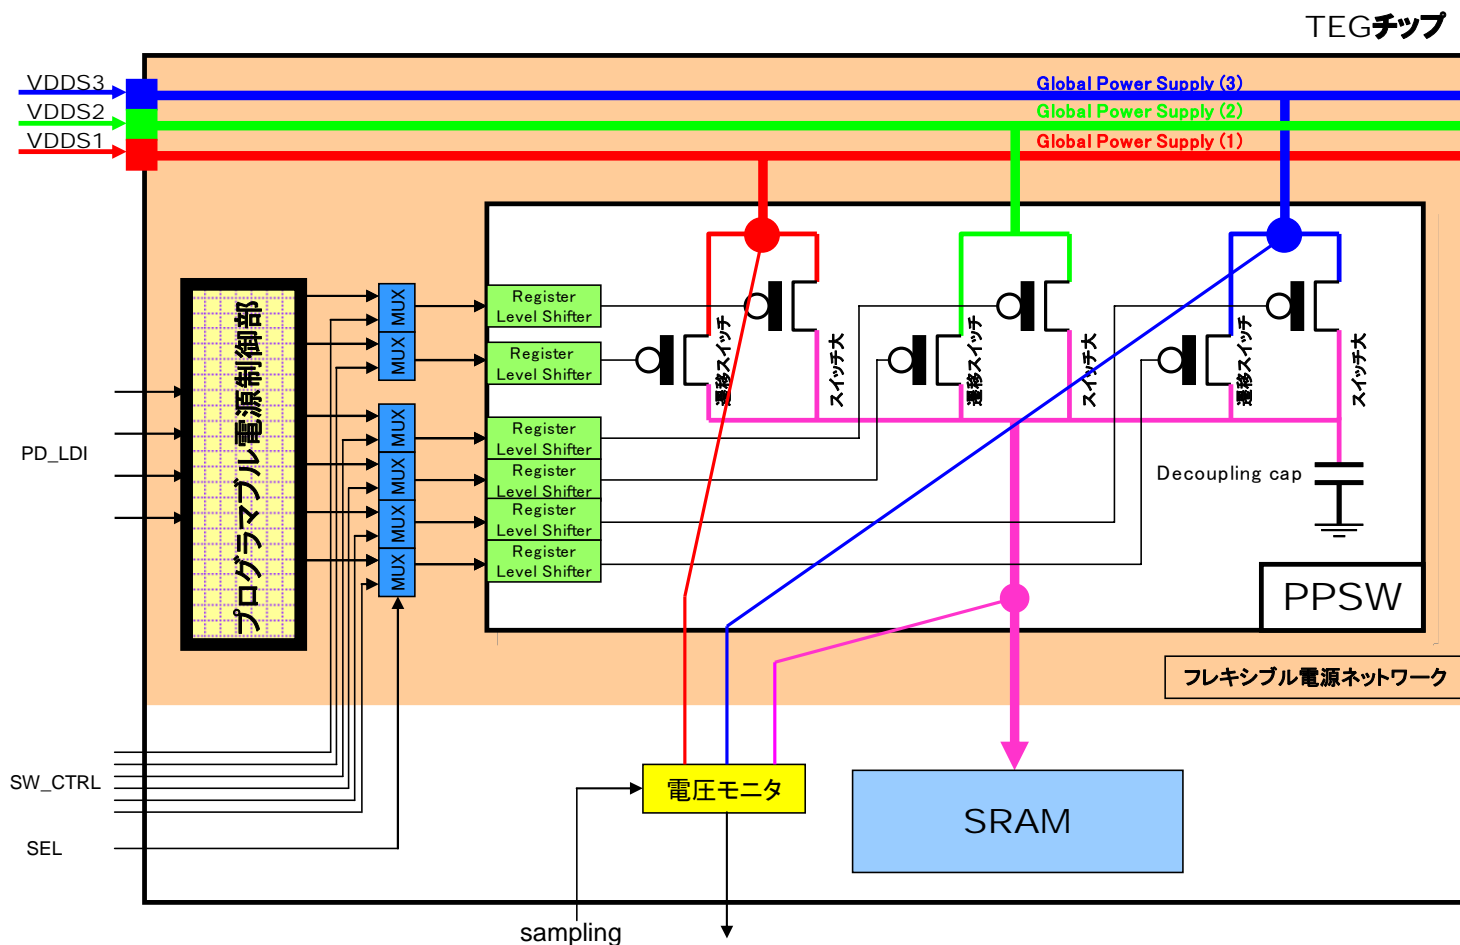 TEGチップ
VDDS3
Global Power Supply (3)
VDDS2
Global Power Supply (2)
VDDS1
Global Power Supply (1)
プログラマブル電源制御部
MUX
MUX
MUX
MUX
MUX
MUX
Register
Level Shifter
Register
Level Shifter
Register
Level Shifter
Register
Level Shifter
Register
Level Shifter
Register
Level Shifter
遷移スイッチ
スイッチ大
遷移スイッチ
スイッチ大
遷移スイッチ
スイッチ大
PD_LDI
Decoupling cap
PPSW
フレキシブル電源ネットワーク
SW_CTRL
電圧モニタ
SRAM
SEL
sampling